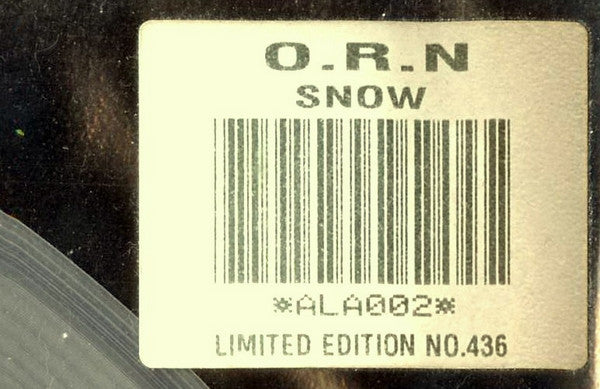 O.R.N
SNOW
*ALA002*
LIMITED EDITION NO.436